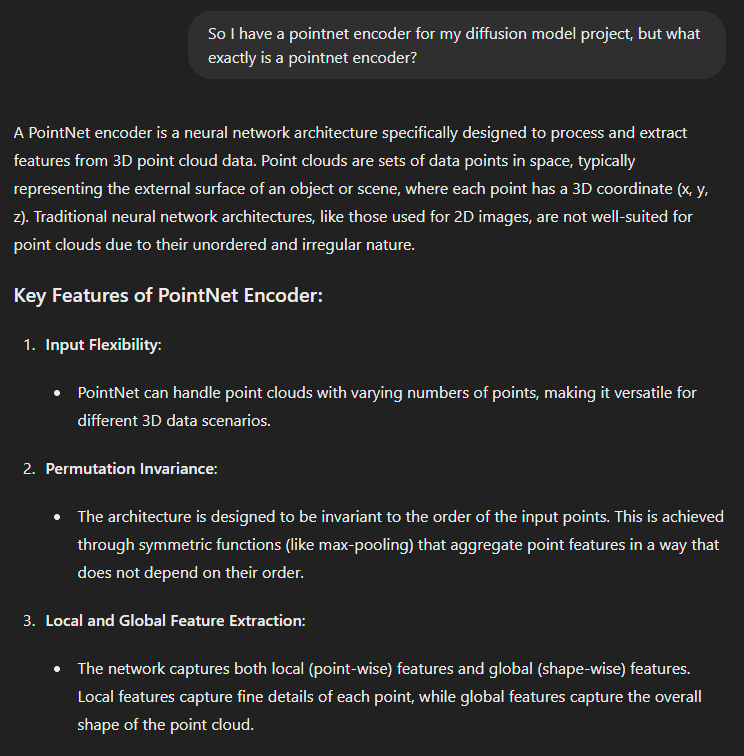 So I have a pointnet encoder for my diffusion model project, but what
exactly is a pointnet encoder?
A PointNet encoder is a neural network architecture specifically designed to process and extract
features from 3D point cloud data. Point clouds are sets of data points in space, typically
representing the external surface of an object or scene, where each point has a 3D coordinate (x, y,
z). Traditional neural network architectures, like those used for 2D images, are not well-suited for
point clouds due to their unordered and irregular nature.
Key Features of PointNet Encoder:
1. Input Flexibility:
• PointNet can handle point clouds with varying numbers of points, making it versatile for
different 3D data scenarios.
2. Permutation Invariance:
• The architecture is designed to be invariant to the order of the input points. This is achieved
through symmetric functions (like max-pooling) that aggregate point features in a way that
does not depend on their order.
3. Local and Global Feature Extraction:
• The network captures both local (point-wise) features and global (shape-wise) features.
Local features capture fine details of each point, while global features capture the overall
shape of the point cloud.